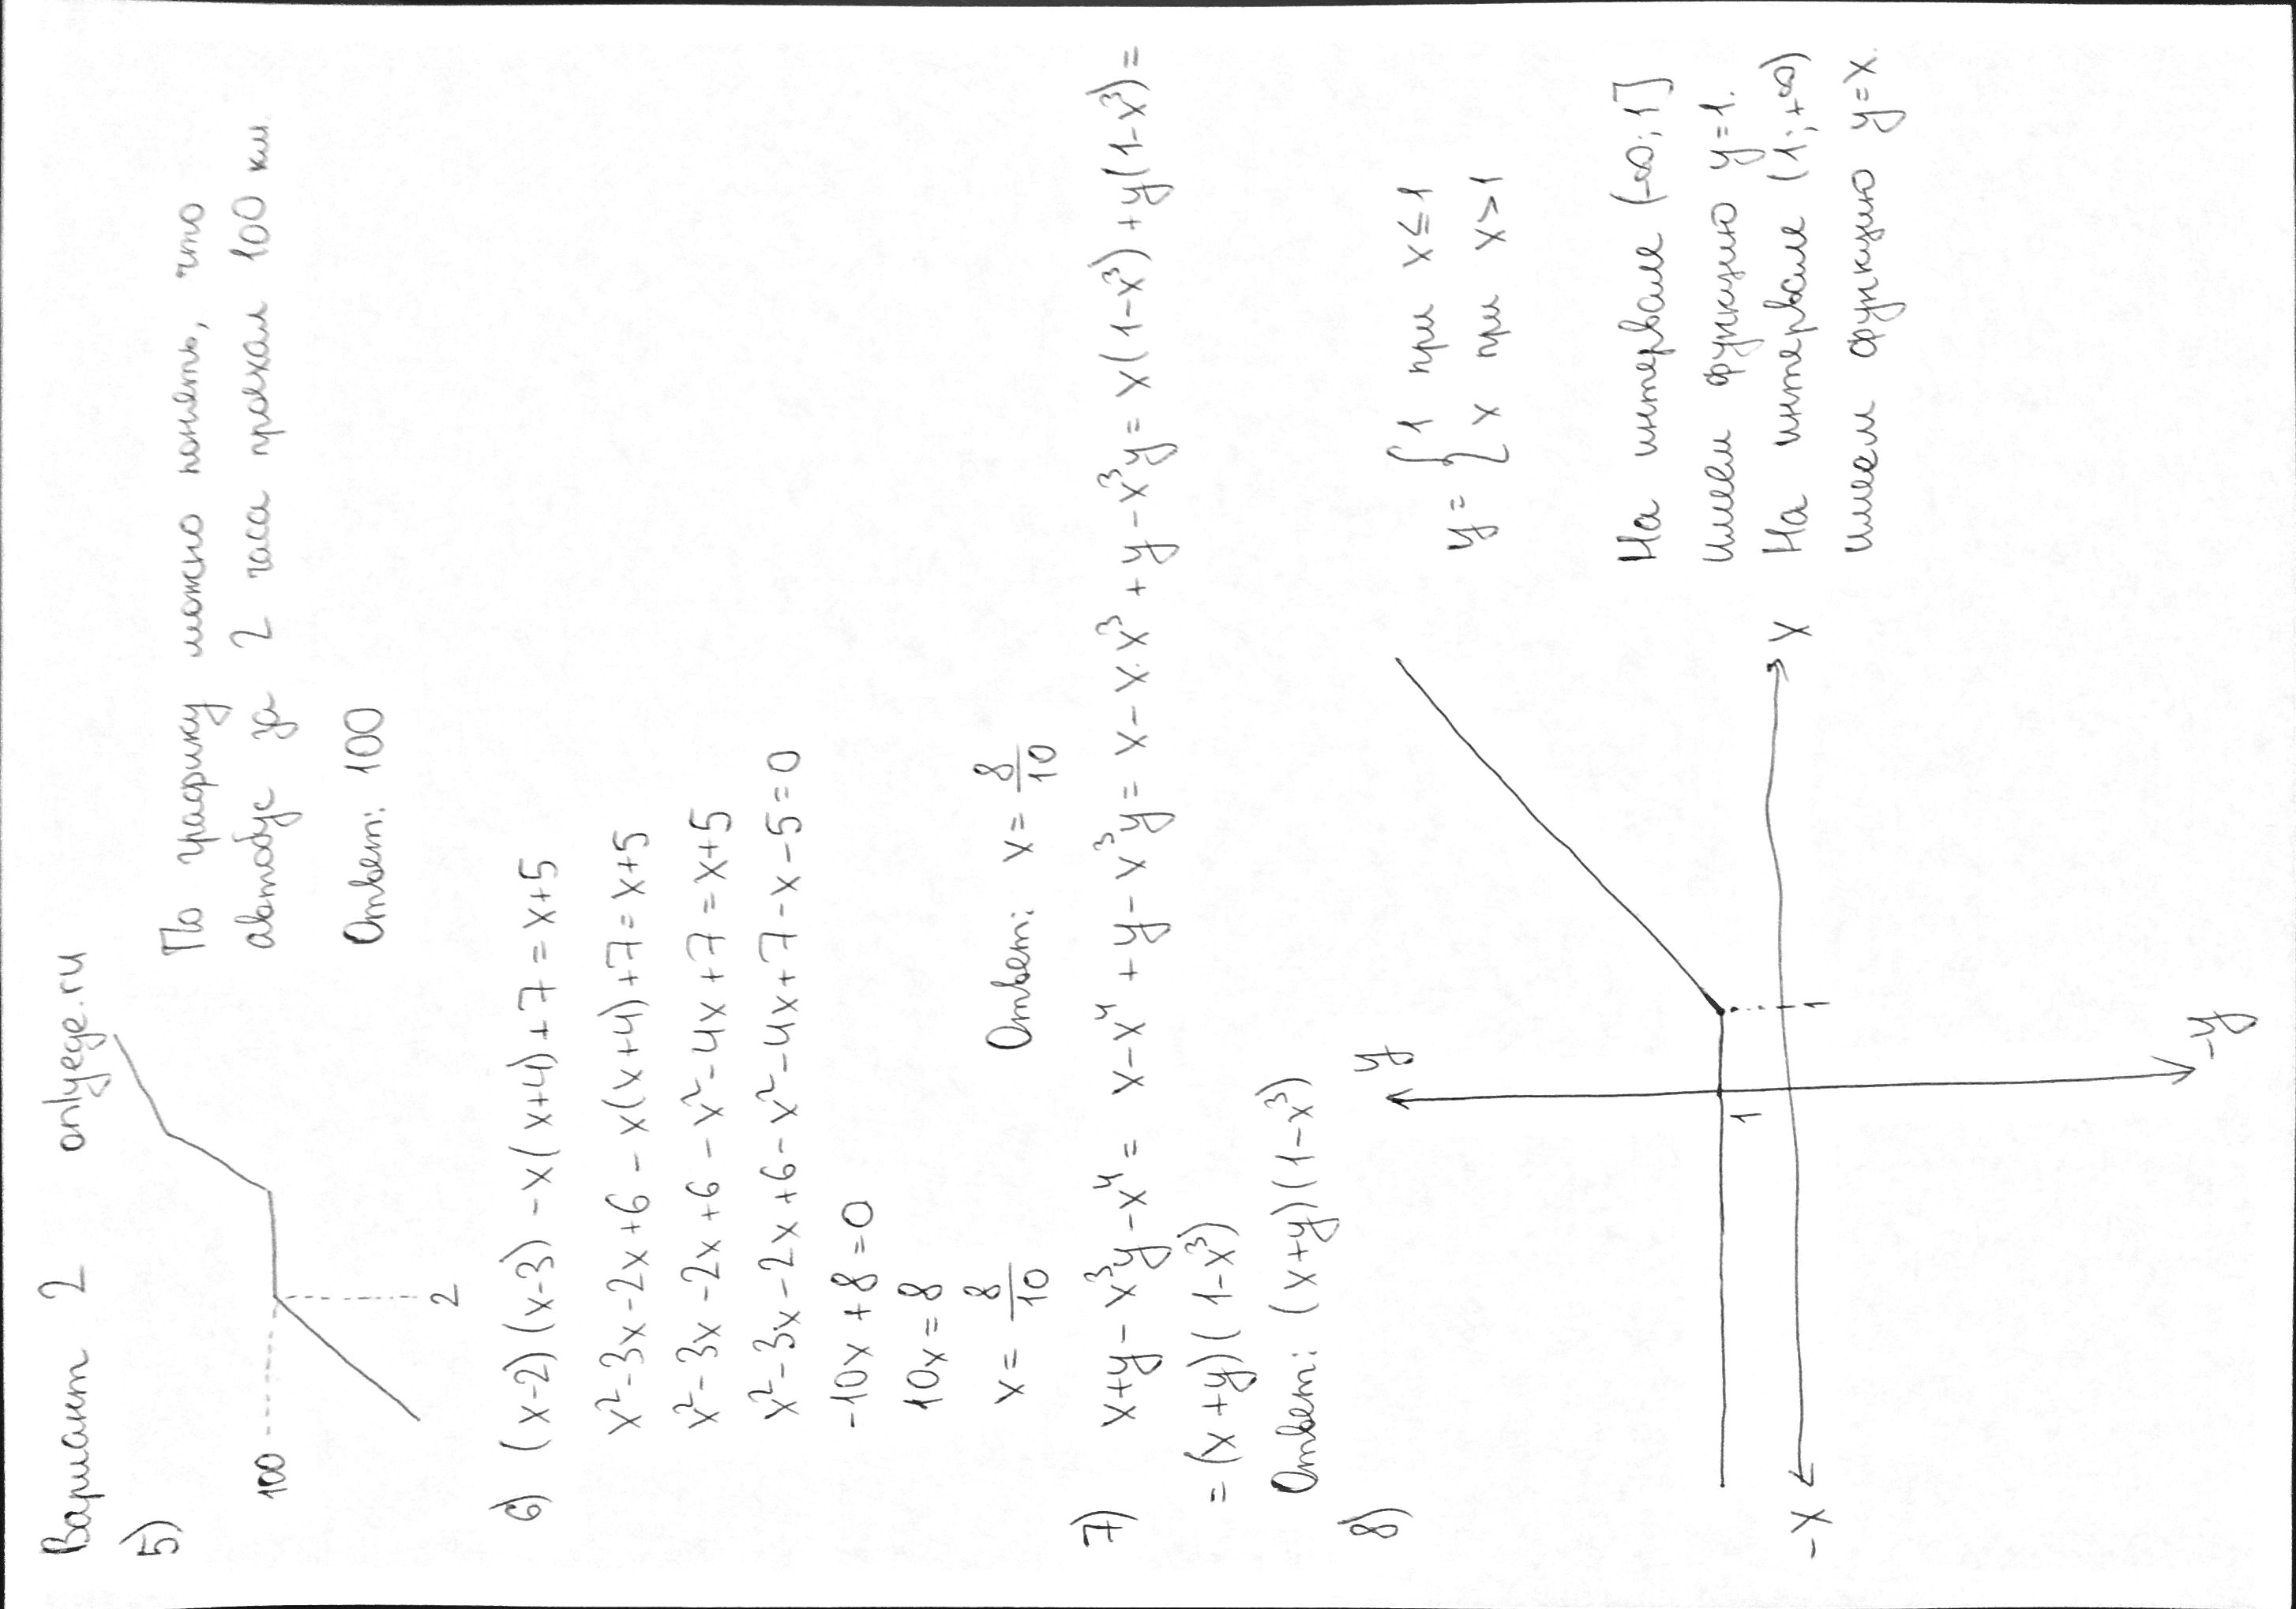 Вариант 2 onlyege.ru
5)
100
2
По графику можно понять, что
автобус за 2 часа проехал 100 км.
Ответ: 100
6) (x-2)(x-3) - x(x+4) + 7 = x+5
x²-3x-2x+6 - x(x+4)+7 = x+5
x²-3x-2x+6 - x²-4x+7 = x+5
x²-3x-2x+6-x²-4x+7-x-5=0
-10x+8=0
10x=8
x= 8/10
Ответ: x= 8/10
7) x+y-x³y-x⁴= x-x⁴+y-x³y= x-x·x³+y-x³y= x(1-x³)+y(1-x³)=
=(x+y)(1-x³)
Ответ: (x+y)(1-x³)
8)
y
1
1
-x
x
-y
y= { 1 при x≤1
x при x>1
На интервале (-∞; 1]
имеем функцию y=1.
На интервале (1; +∞)
имеем функцию y=x.